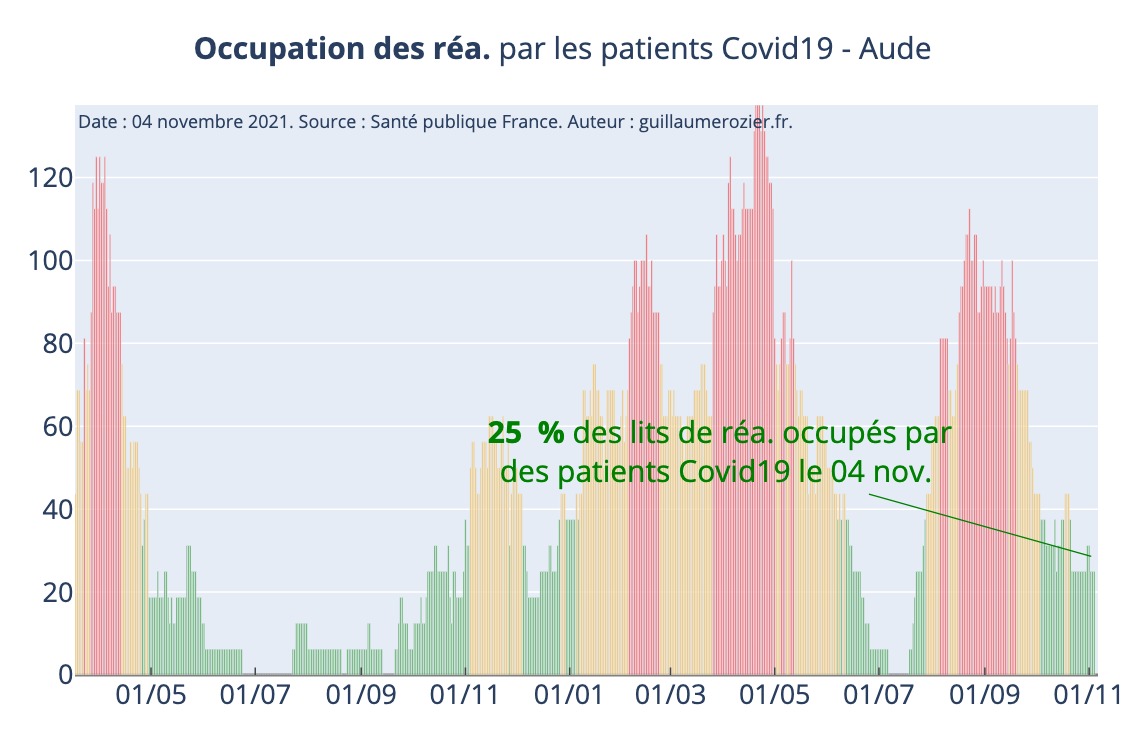 Occupation des réa. par les patients Covid19 - Aude
Date : 04 novembre 2021. Source : Santé publique France. Auteur : guillaumerozier.fr.
120
100
80
60
40
20
0
25 % des lits de réa. occupés par
des patients Covid19 le 04 nov.
01/05 01/07 01/09 01/11 01/01 01/03 01/05 01/07 01/09 01/11